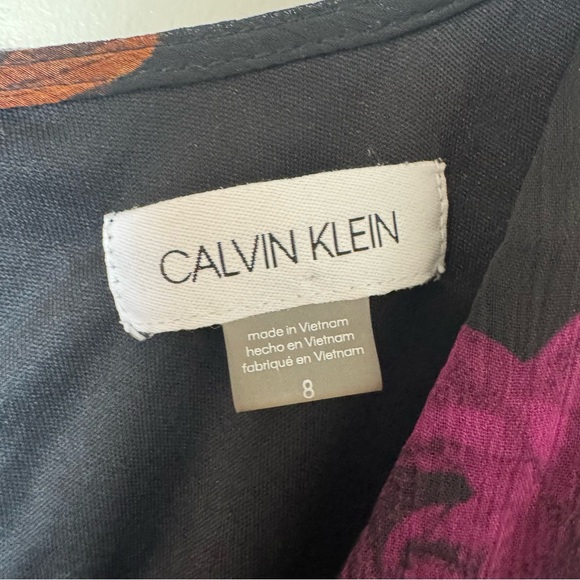 CALVIN KLEIN
made in Vietnam
hecho en Vietnam
fabriqué en Vietnam
8